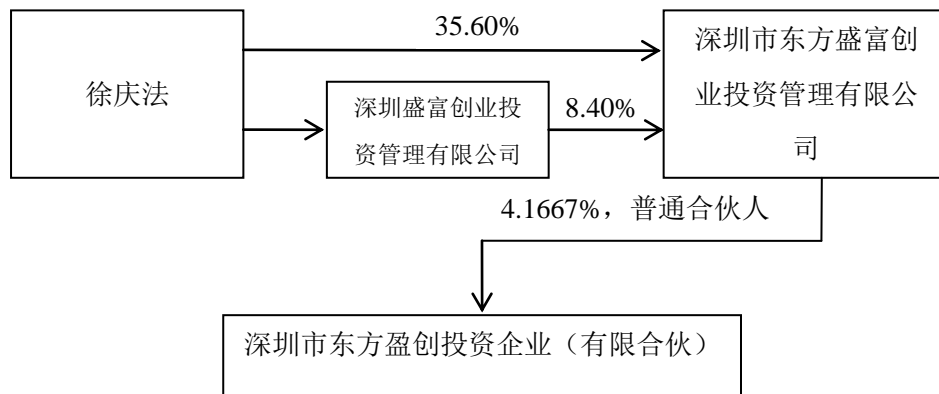 35.60%
徐庆法
深圳盛富创业投
资管理有限公司
8.40%
深圳市东方盛富创
业投资管理有限公
司
4.1667%，普通合伙人
深圳市东方盈创投资企业（有限合伙）